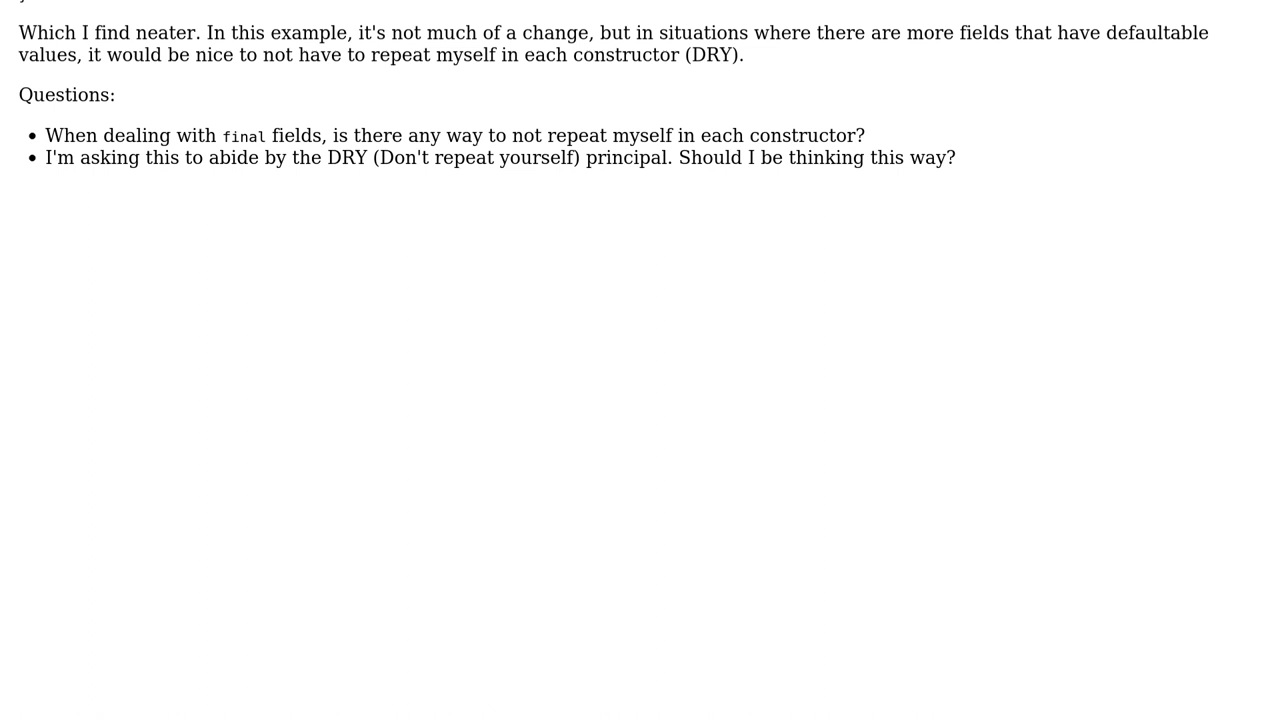 Which I find neater. In this example, it's not much of a change, but in situations where there are more fields that have defaultable
values, it would be nice to not have to repeat myself in each constructor (DRY).
Questions:
• When dealing with final fields, is there any way to not repeat myself in each constructor?
• I'm asking this to abide by the DRY (Don't repeat yourself) principal. Should I be thinking this way?